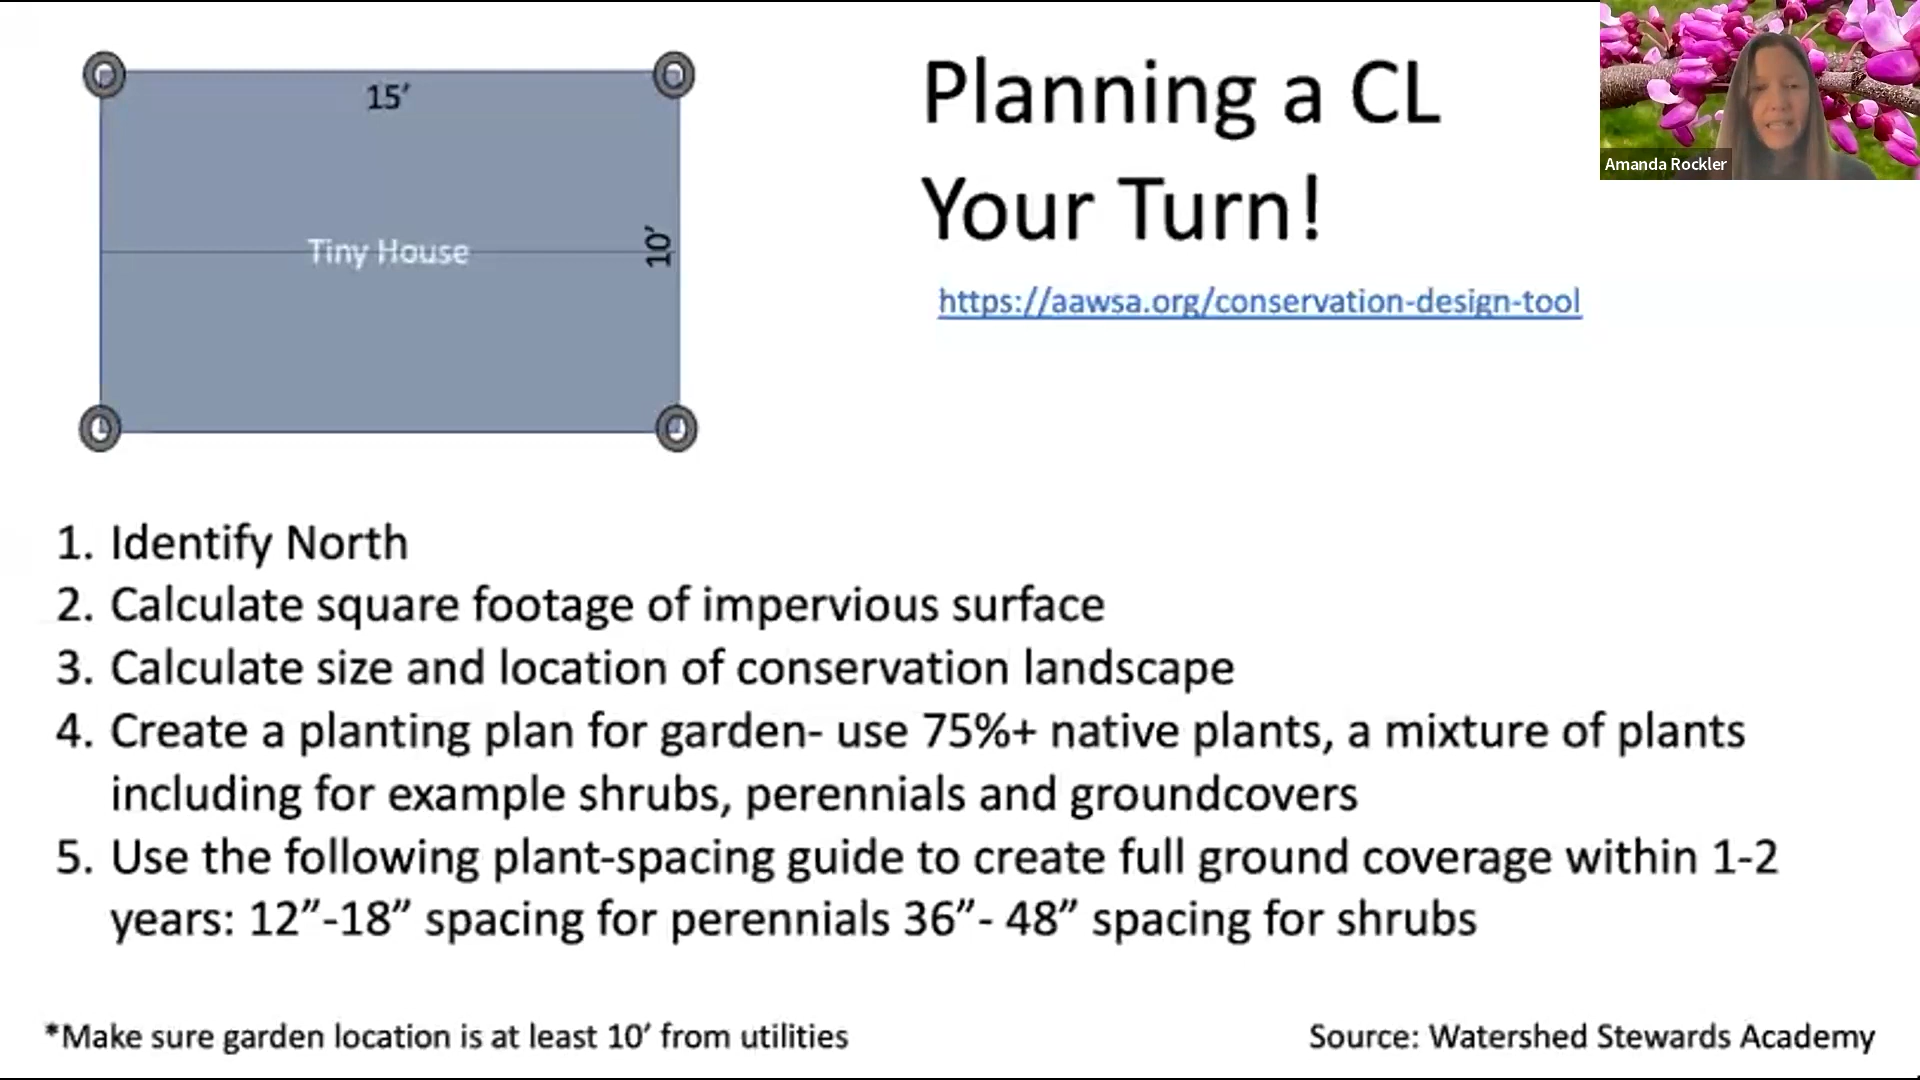 15’
Tiny House
10’
Planning a CL
Your Turn!
https://aawsa.org/conservation-design-tool
Amanda Rockler
1. Identify North
2. Calculate square footage of impervious surface
3. Calculate size and location of conservation landscape
4. Create a planting plan for garden- use 75%+ native plants, a mixture of plants
including for example shrubs, perennials and groundcovers
5. Use the following plant-spacing guide to create full ground coverage within 1-2
years: 12”-18” spacing for perennials 36”- 48” spacing for shrubs
*Make sure garden location is at least 10’ from utilities
Source: Watershed Stewards Academy